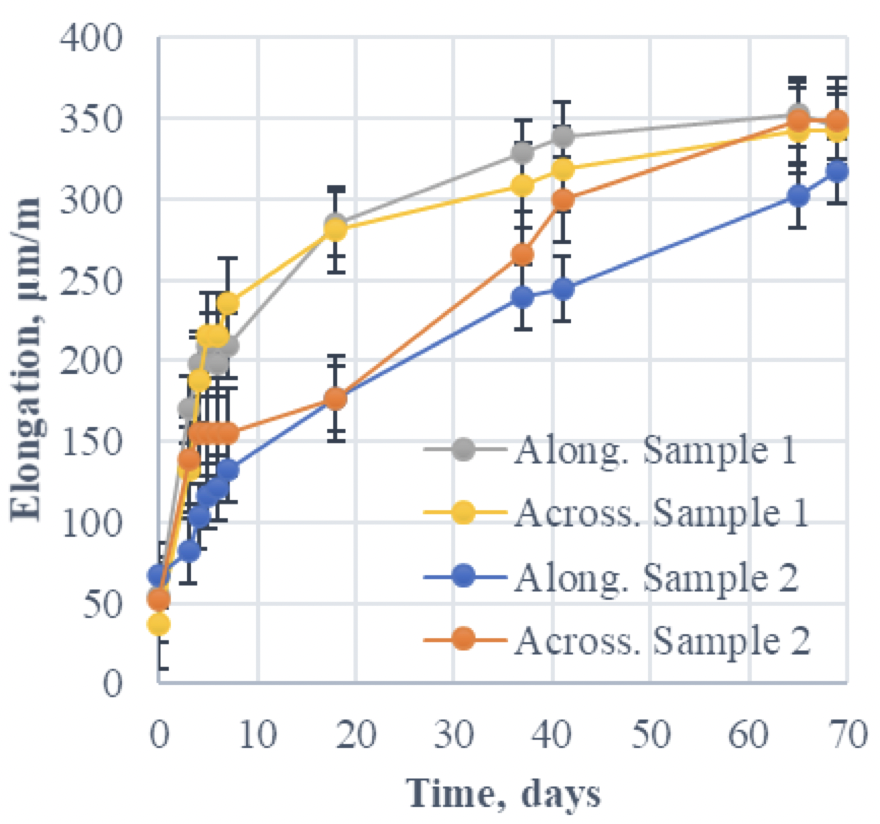 400
350
300
250
200
150
100
50
0
Elongation, μm/m
Along. Sample 1
Across. Sample 1
Along. Sample 2
Across. Sample 2
0 10 20 30 40 50 60 70
Time, days